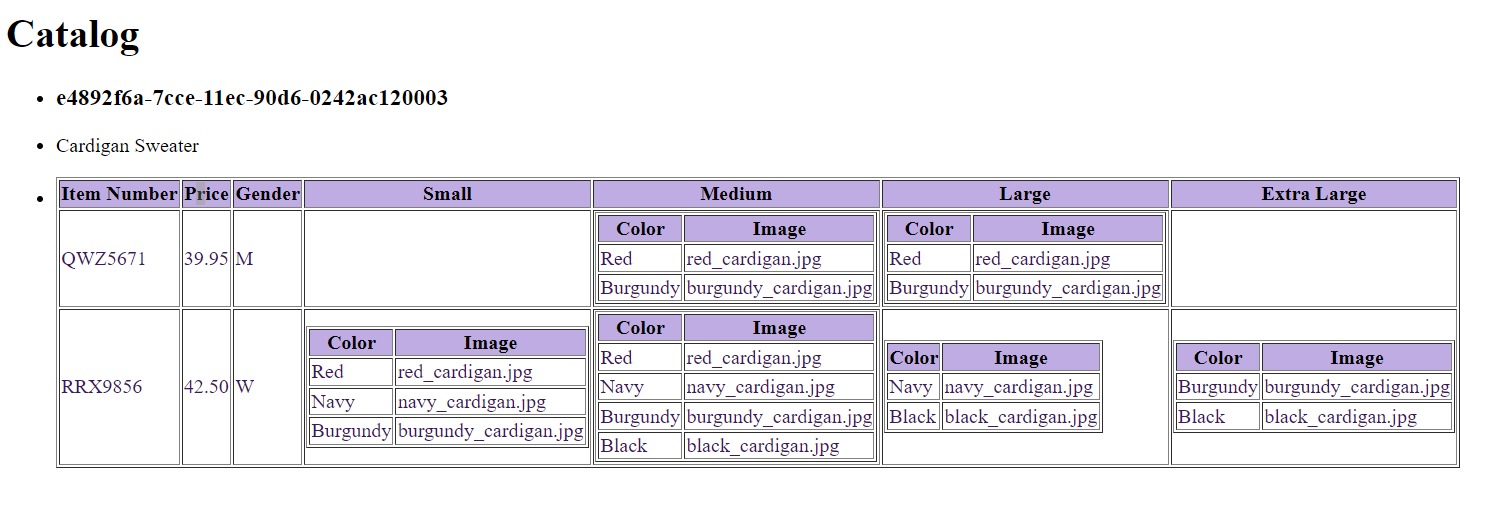 Catalog
e4892f6a-7cce-11ec-90d6-0242ac120003
Cardigan Sweater
Item Number Price Gender Small Medium Large Extra Large
QWZ5671 39.95 M
Color Image
Red red_cardigan.jpg
Burgundy burgundy_cardigan.jpg
Color Image
Red red_cardigan.jpg
Burgundy burgundy_cardigan.jpg
RRX9856 42.50 W
Color Image
Red red_cardigan.jpg
Navy navy_cardigan.jpg
Burgundy burgundy_cardigan.jpg
Color Image
Red red_cardigan.jpg
Navy navy_cardigan.jpg
Burgundy burgundy_cardigan.jpg
Black black_cardigan.jpg
Color Image
Navy navy_cardigan.jpg
Black black_cardigan.jpg
Color Image
Burgundy burgundy_cardigan.jpg
Black black_cardigan.jpg